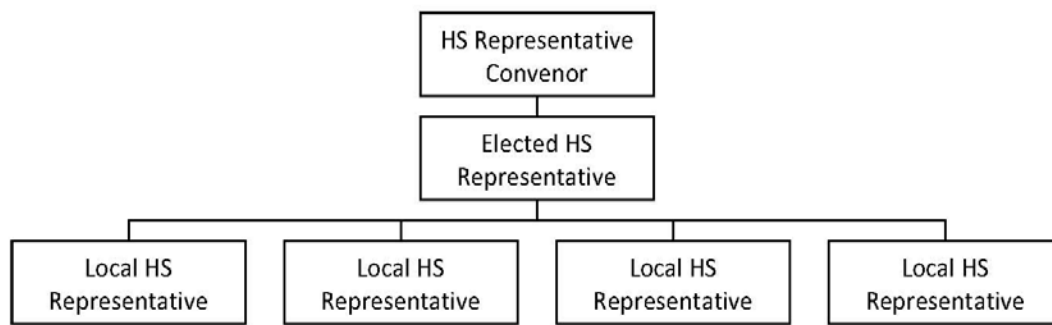 HS Representative
Convenor
Elected HS
Representative
Local HS
Representative
Local HS
Representative
Local HS
Representative
Local HS
Representative